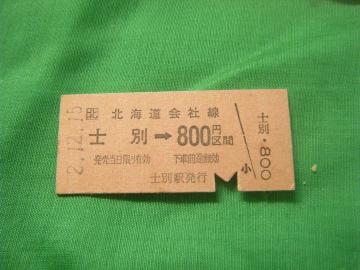 2.12.15
北海道会社線
士別→800円区間
発売当日限り有効 下車前途無効
士別駅発行
士別・800
小